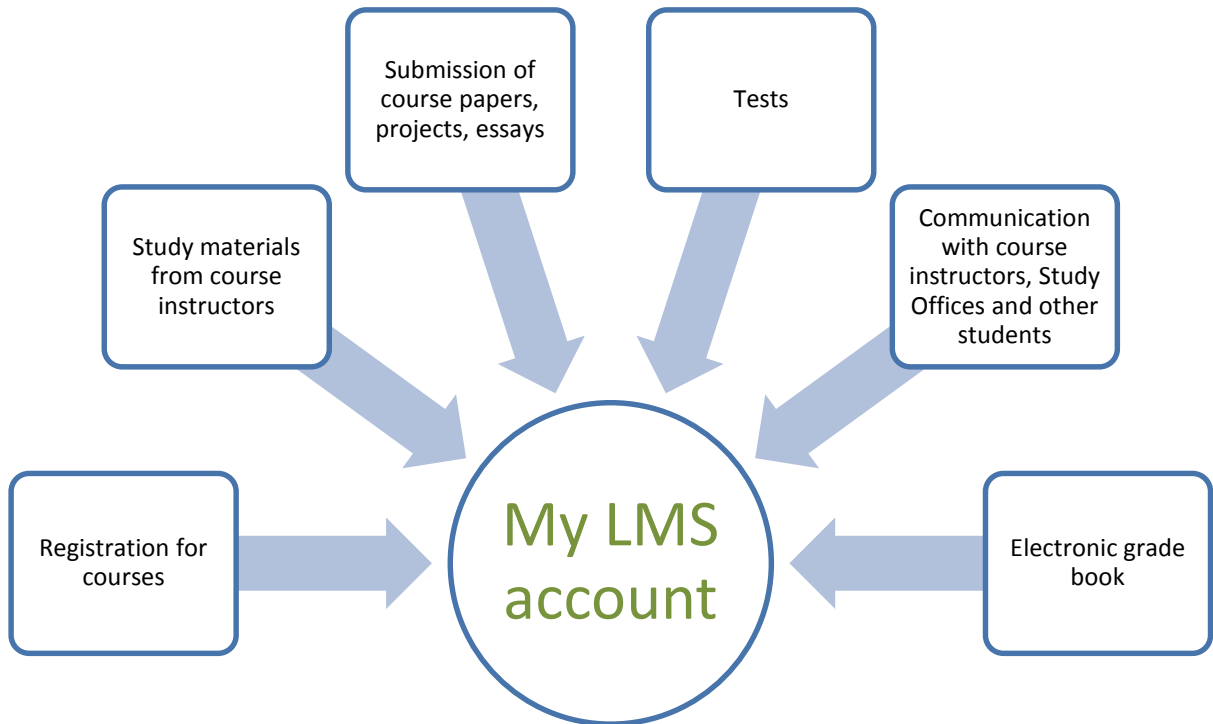 Submission of
course papers,
projects, essays
Tests
Study materials
from course
instructors
Communication
with course
instructors, Study
Offices and other
students
Registration for
courses
My LMS
account
Electronic grade
book